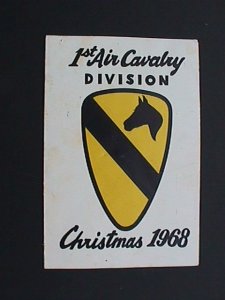 1st Air Cavalry
DIVISION
Christmas 1968